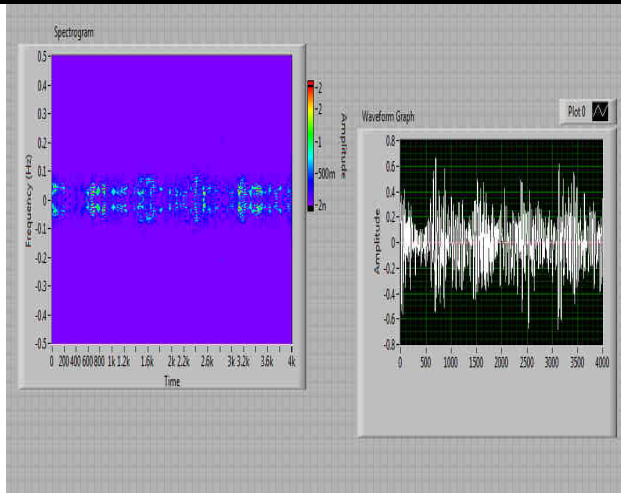 Spectrogram
0.5
0.4
0.3
0.2
0.1
0
-0.1
-0.2
-0.3
-0.4
-0.5
Frequency (Hz)
0 200 400 600 800 1k 1.2k 1.6k 2k 2.2k 2.6k 3k 3.2k 3.6k 4k
Time
2
2
1
500m
2n
Amplitude
Waveform Graph
Plot 0
0.8
0.6
0.4
0.2
0
-0.2
-0.4
-0.6
-0.8
Amplitude
0 500 1000 1500 2000 2500 3000 3500 4000